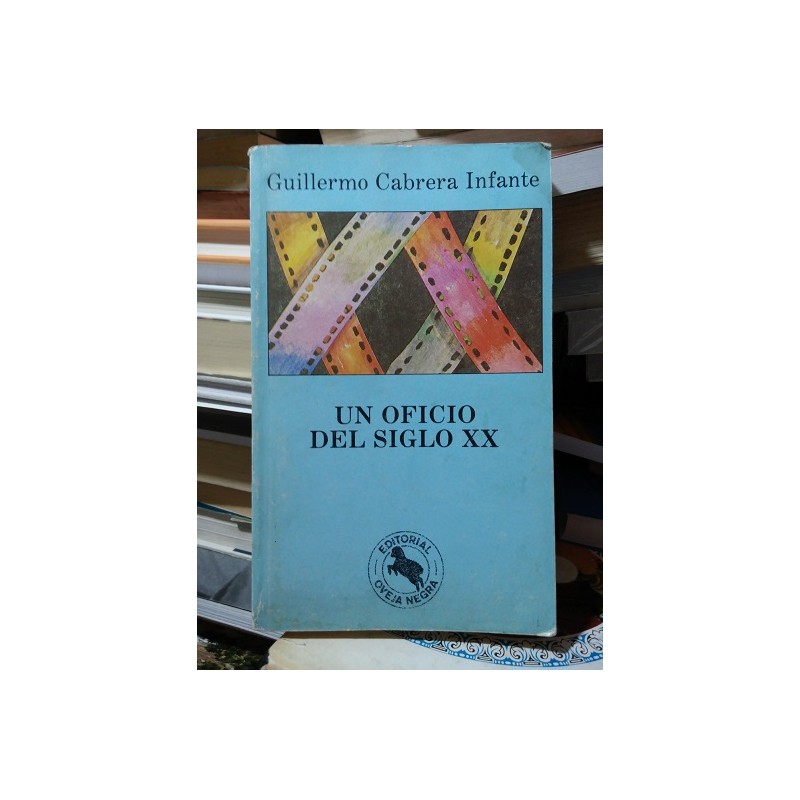 Guillermo Cabrera Infante
UN OFICIO
DEL SIGLO XX
EDITORIAL
OVEJA NEGRA